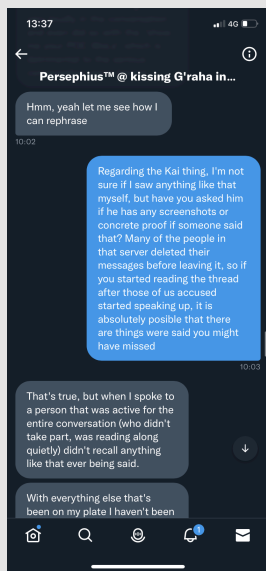 13:37
4G
Persephius™ @ kissing G'raha in...
Hmm, yeah let me see how I
can rephrase
10:02
Regarding the Kai thing, I'm not
sure if I saw anything like that
myself, but have you asked him
if he has any screenshots or
concrete proof if someone said
that? Many of the people in
that server deleted their
messages before leaving it, so if
you started reading the thread
after those of us accused
started speaking up, it is
absolutely posible that there
are things were said you might
have missed
10:03
That's true, but when I spoke to
a person that was active for the
entire conversation (who didn't
take part, was reading along
quietly) didn't recall anything
like that ever being said.
With everything else that's
been on my plate I haven't been
1